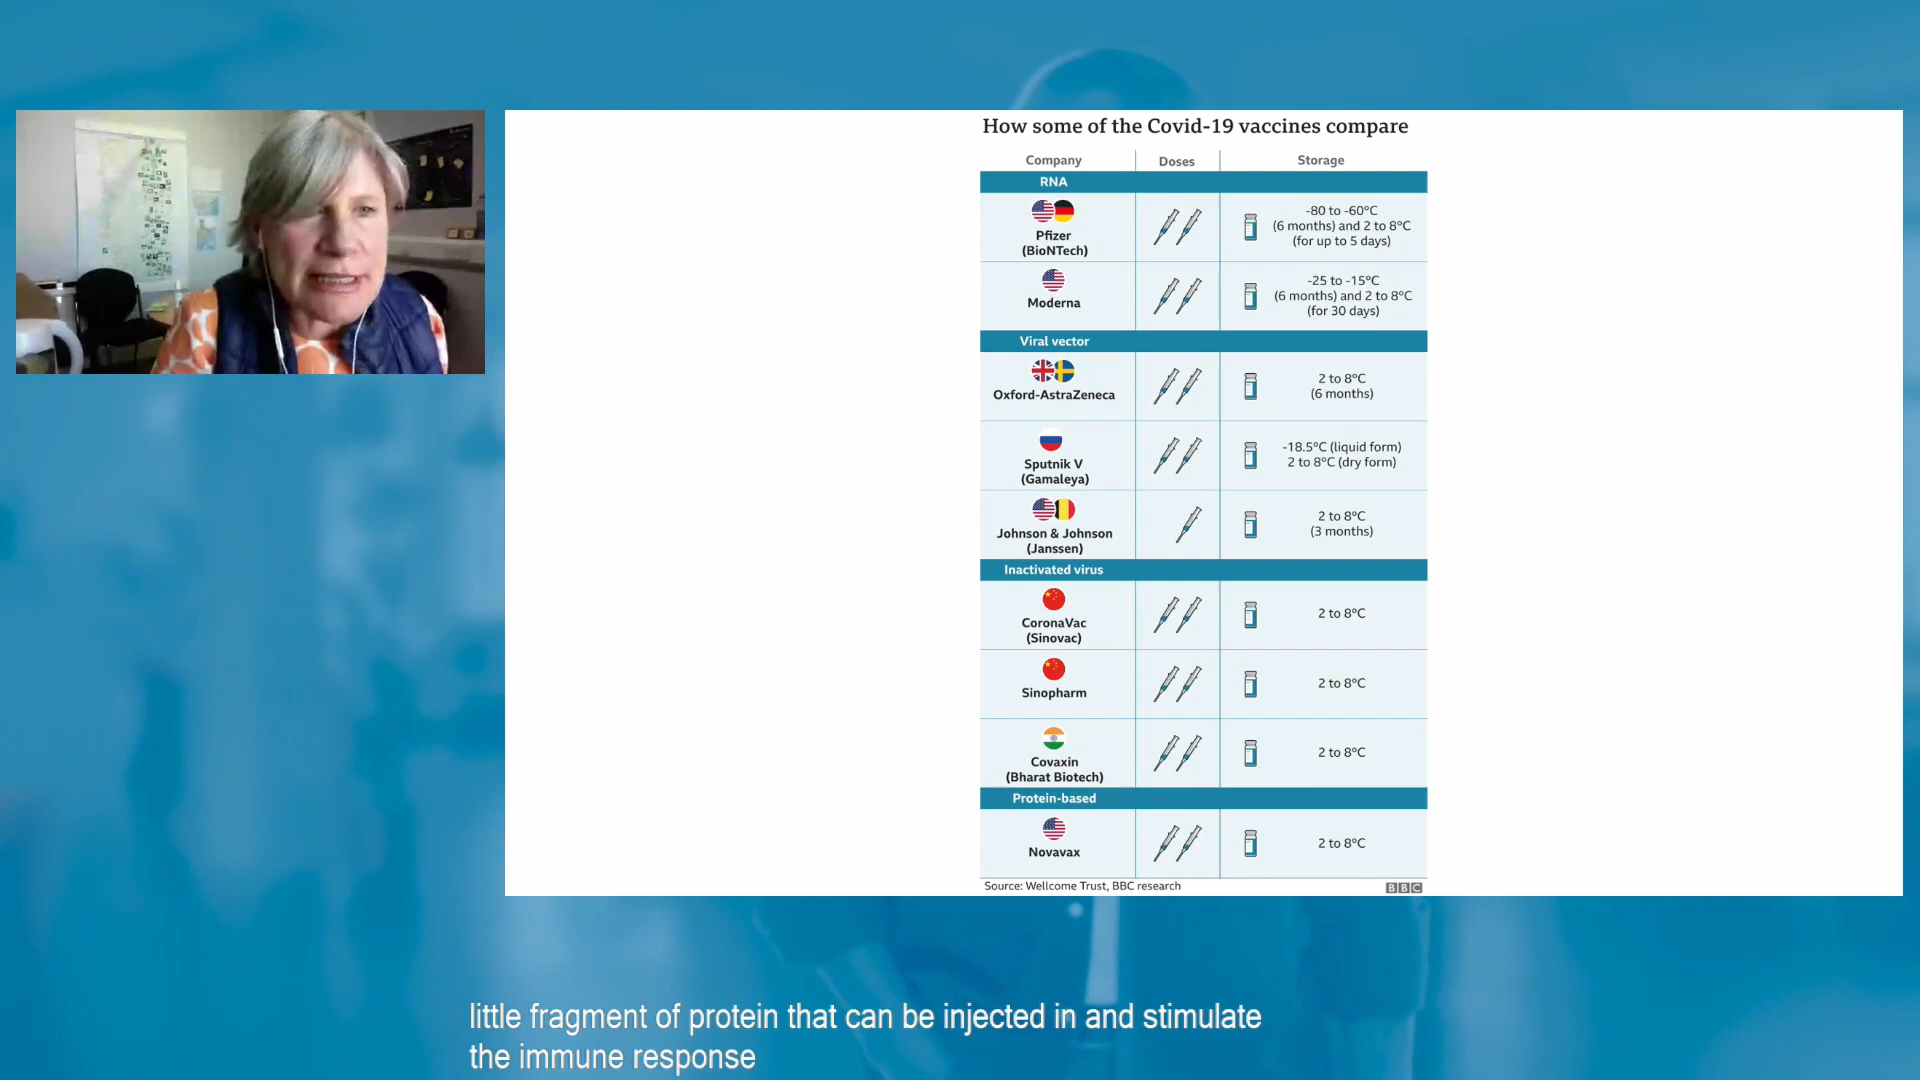 How some of the Covid-19 vaccines compare
Company Doses Storage
RNA
Pfizer
(BioNTech)
-80 to -60°C
(6 months) and 2 to 8°C
(for up to 5 days)
Moderna
-25 to -15°C
(6 months) and 2 to 8°C
(for 30 days)
Viral vector
Oxford-AstraZeneca
2 to 8°C
(6 months)
Sputnik V
(Gamaleya)
-18.5°C (liquid form)
2 to 8°C (dry form)
Johnson & Johnson
(Janssen)
2 to 8°C
(3 months)
Inactivated virus
CoronaVac
(Sinovac)
2 to 8°C
Sinopharm
2 to 8°C
Covaxin
(Bharat Biotech)
2 to 8°C
Protein-based
Novavax
2 to 8°C
Source: Wellcome Trust, BBC research
BBC
little fragment of protein that can be injected in and stimulate
the immune response